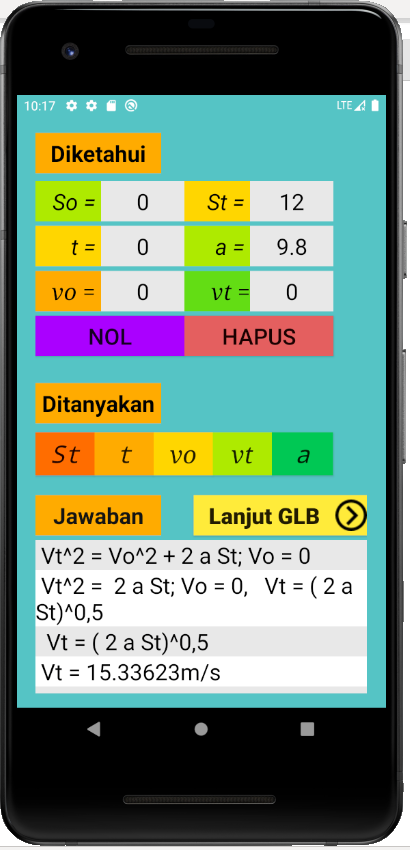 10:17 LTE
Diketahui
So = 0 St = 12
t = 0 a = 9.8
vo = 0 vt = 0
NOL HAPUS
Ditanyakan
St t vo vt a
Jawaban Lanjut GLB
Vt^2 = Vo^2 + 2 a St; Vo = 0
Vt^2 =  2 a St; Vo = 0,   Vt = ( 2 a
St)^0,5
Vt = ( 2 a St)^0,5
Vt = 15.33623m/s